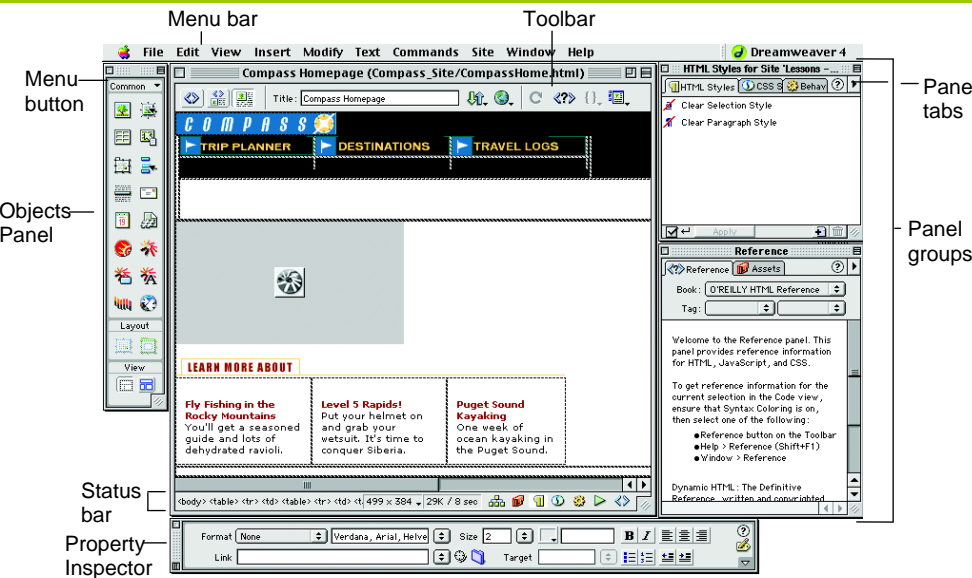 Menu bar
Toolbar
File Edit View Insert Modify Text Commands Site Window Help
Dreamweaver 4
Menu
button
Common
Compass Homepage (Compass_Site/CompassHome.html)
HTML Styles for Site 'Lessons –...
Pane
tabs
Title: Compass Homepage
HTML Styles
CSS S
Behav
Clear Selection Style
Clear Paragraph Style
COMPASS
TRIP PLANNER
DESTINATIONS
TRAVEL LOGS
Objects
Panel
19
Apply
Panel
groups
Reference
Reference
Assets
Book: O'REILLY HTML Reference
Tag:
Layout
View
Welcome to the Reference panel. This
panel provides reference information
for HTML, JavaScript, and CSS.
To get reference information for the
current selection in the Code view,
ensure that Syntax Coloring is on,
then select one of the following:
●Reference button on the Toolbar
●Help > Reference (Shift+F1)
●Window > Reference
Dynamic HTML: The Definitive
Reference, written and copyrighted
LEARN MORE ABOUT
Fly Fishing in the
Rocky Mountains
You'll get a seasoned
guide and lots of
dehydrated ravioli.
Level 5 Rapids!
Put your helmet on
and grab your
wetsuit. It's time to
conquer Siberia.
Puget Sound
Kayaking
One week of
ocean kayaking in
the Puget Sound.
Status
bar
<body> <table> <tr> <td> <table> <tr> <td> <t. 499 x 384 29K / 8 sec
Property
Inspector
Format None Verdana, Arial, Helve Size 2 B I
Link Target